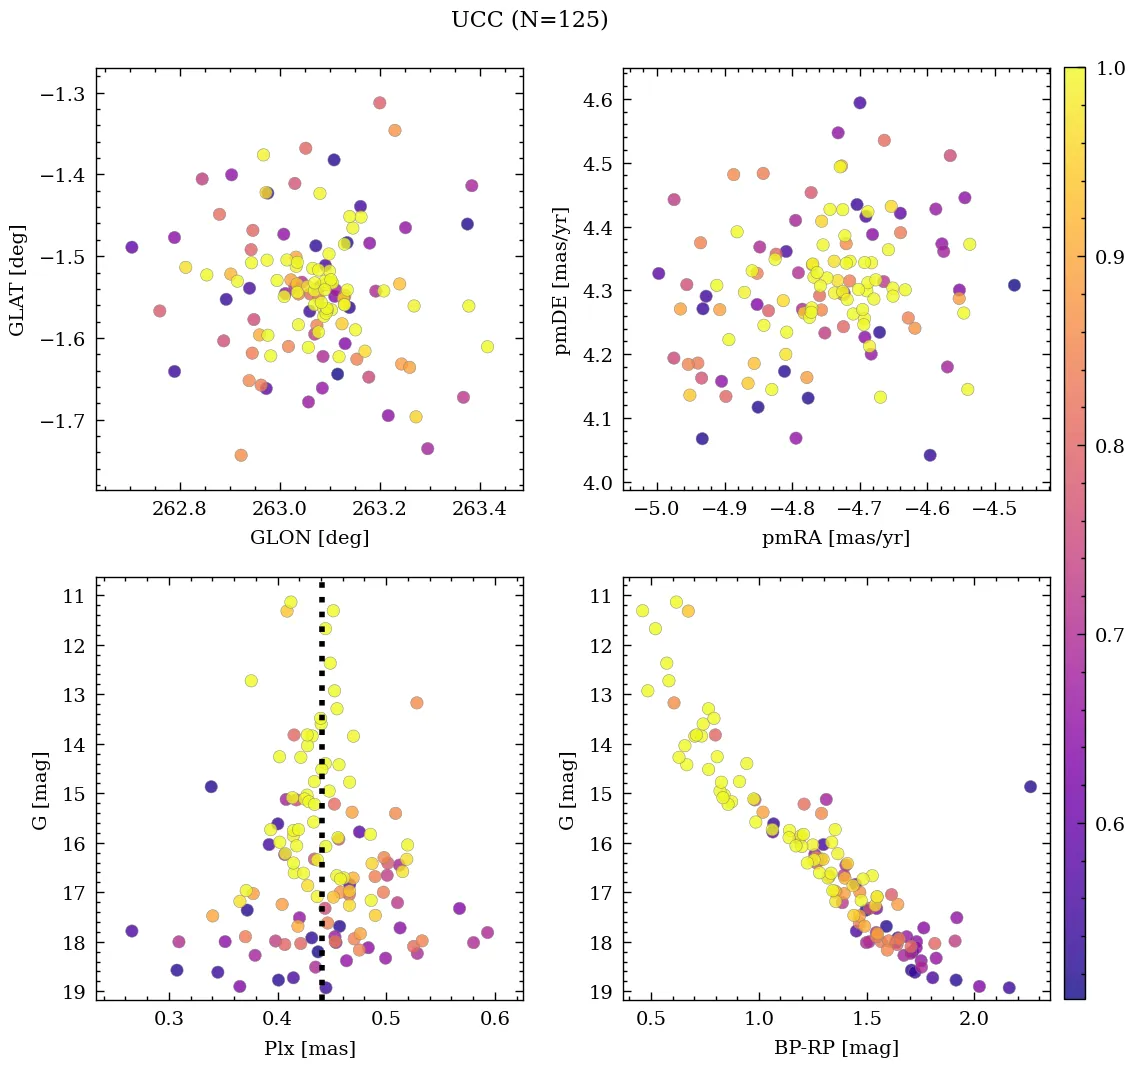 UCC (N=125)
−1.3
−1.4
−1.5
−1.6
−1.7
GLAT [deg]
262.8 263.0 263.2 263.4
GLON [deg]
4.6
4.5
4.4
4.3
4.2
4.1
4.0
pmDE [mas/yr]
−5.0 −4.9 −4.8 −4.7 −4.6 −4.5
pmRA [mas/yr]
11
12
13
14
15
16
17
18
19
G [mag]
0.3 0.4 0.5 0.6
Plx [mas]
11
12
13
14
15
16
17
18
19
G [mag]
0.5 1.0 1.5 2.0
BP-RP [mag]
1.0
0.9
0.8
0.7
0.6